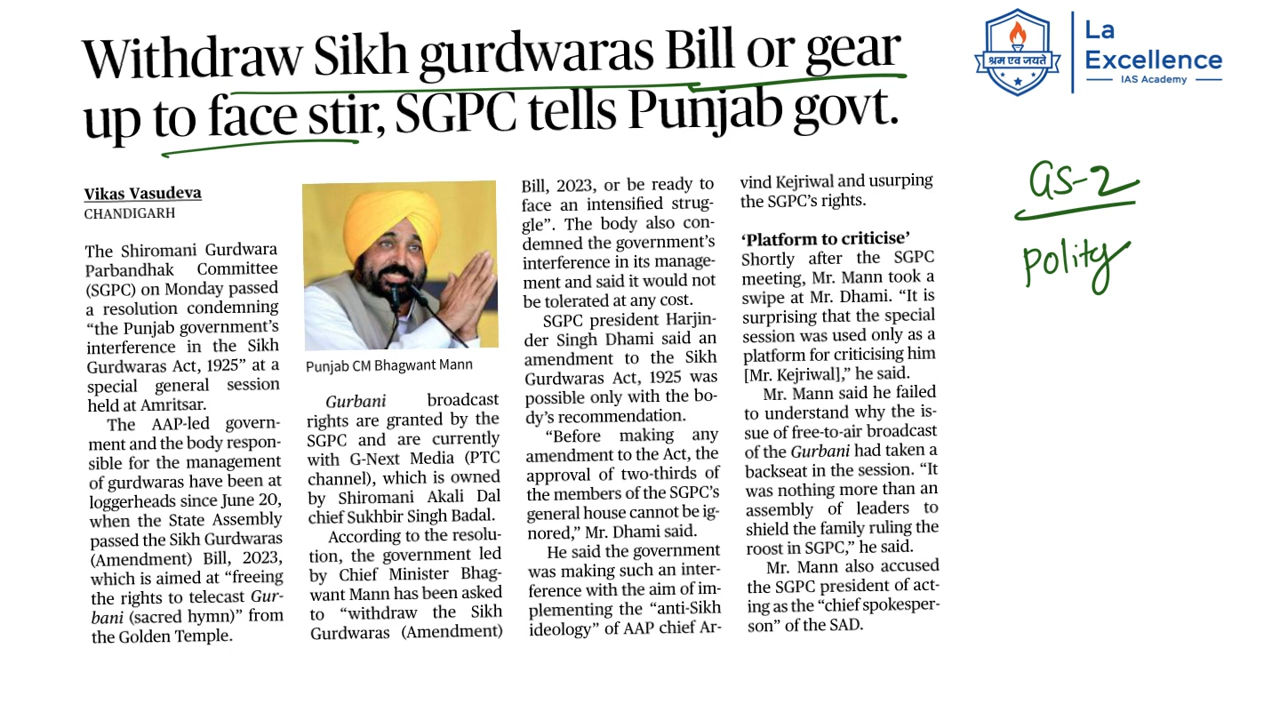 Withdraw Sikh gurdwaras Bill or gear
up to face stir, SGPC tells Punjab govt.
श्रम एव जयते
La
Excellence
IAS Academy
GS-2
Polity
Vikas Vasudeva
CHANDIGARH
The Shiromani Gurdwara
Parbandhak Committee
(SGPC) on Monday passed
a resolution condemning
“the Punjab government’s
interference in the Sikh
Gurdwaras Act, 1925” at a
special general session
held at Amritsar.
The AAP-led govern-
ment and the body respon-
sible for the management
of gurdwaras have been at
loggerheads since June 20,
when the State Assembly
passed the Sikh Gurdwaras
(Amendment) Bill, 2023,
which is aimed at “freeing
the rights to telecast Gur-
bani (sacred hymn)” from
the Golden Temple.
Punjab CM Bhagwant Mann
Gurbani broadcast
rights are granted by the
SGPC and are currently
with G-Next Media (PTC
channel), which is owned
by Shiromani Akali Dal
chief Sukhbir Singh Badal.
According to the resolu-
tion, the government led
by Chief Minister Bhag-
want Mann has been asked
to “withdraw the Sikh
Gurdwaras (Amendment)
Bill, 2023, or be ready to
face an intensified strug-
gle”. The body also con-
demned the government’s
interference in its manage-
ment and said it would not
be tolerated at any cost.
SGPC president Harjin-
der Singh Dhami said an
amendment to the Sikh
Gurdwaras Act, 1925 was
possible only with the bo-
dy’s recommendation.
“Before making any
amendment to the Act, the
approval of two-thirds of
the members of the SGPC’s
general house cannot be ig-
nored,” Mr. Dhami said.
He said the government
was making such an inter-
ference with the aim of im-
plementing the “anti-Sikh
ideology” of AAP chief Ar-
vind Kejriwal and usurping
the SGPC’s rights.
‘Platform to criticise’
Shortly after the SGPC
meeting, Mr. Mann took a
swipe at Mr. Dhami. “It is
surprising that the special
session was used only as a
platform for criticising him
[Mr. Kejriwal],” he said.
Mr. Mann said he failed
to understand why the is-
sue of free-to-air broadcast
of the Gurbani had taken a
backseat in the session. “It
was nothing more than an
assembly of leaders to
shield the family ruling the
roost in SGPC,” he said.
Mr. Mann also accused
the SGPC president of act-
ing as the “chief spokesper-
son” of the SAD.